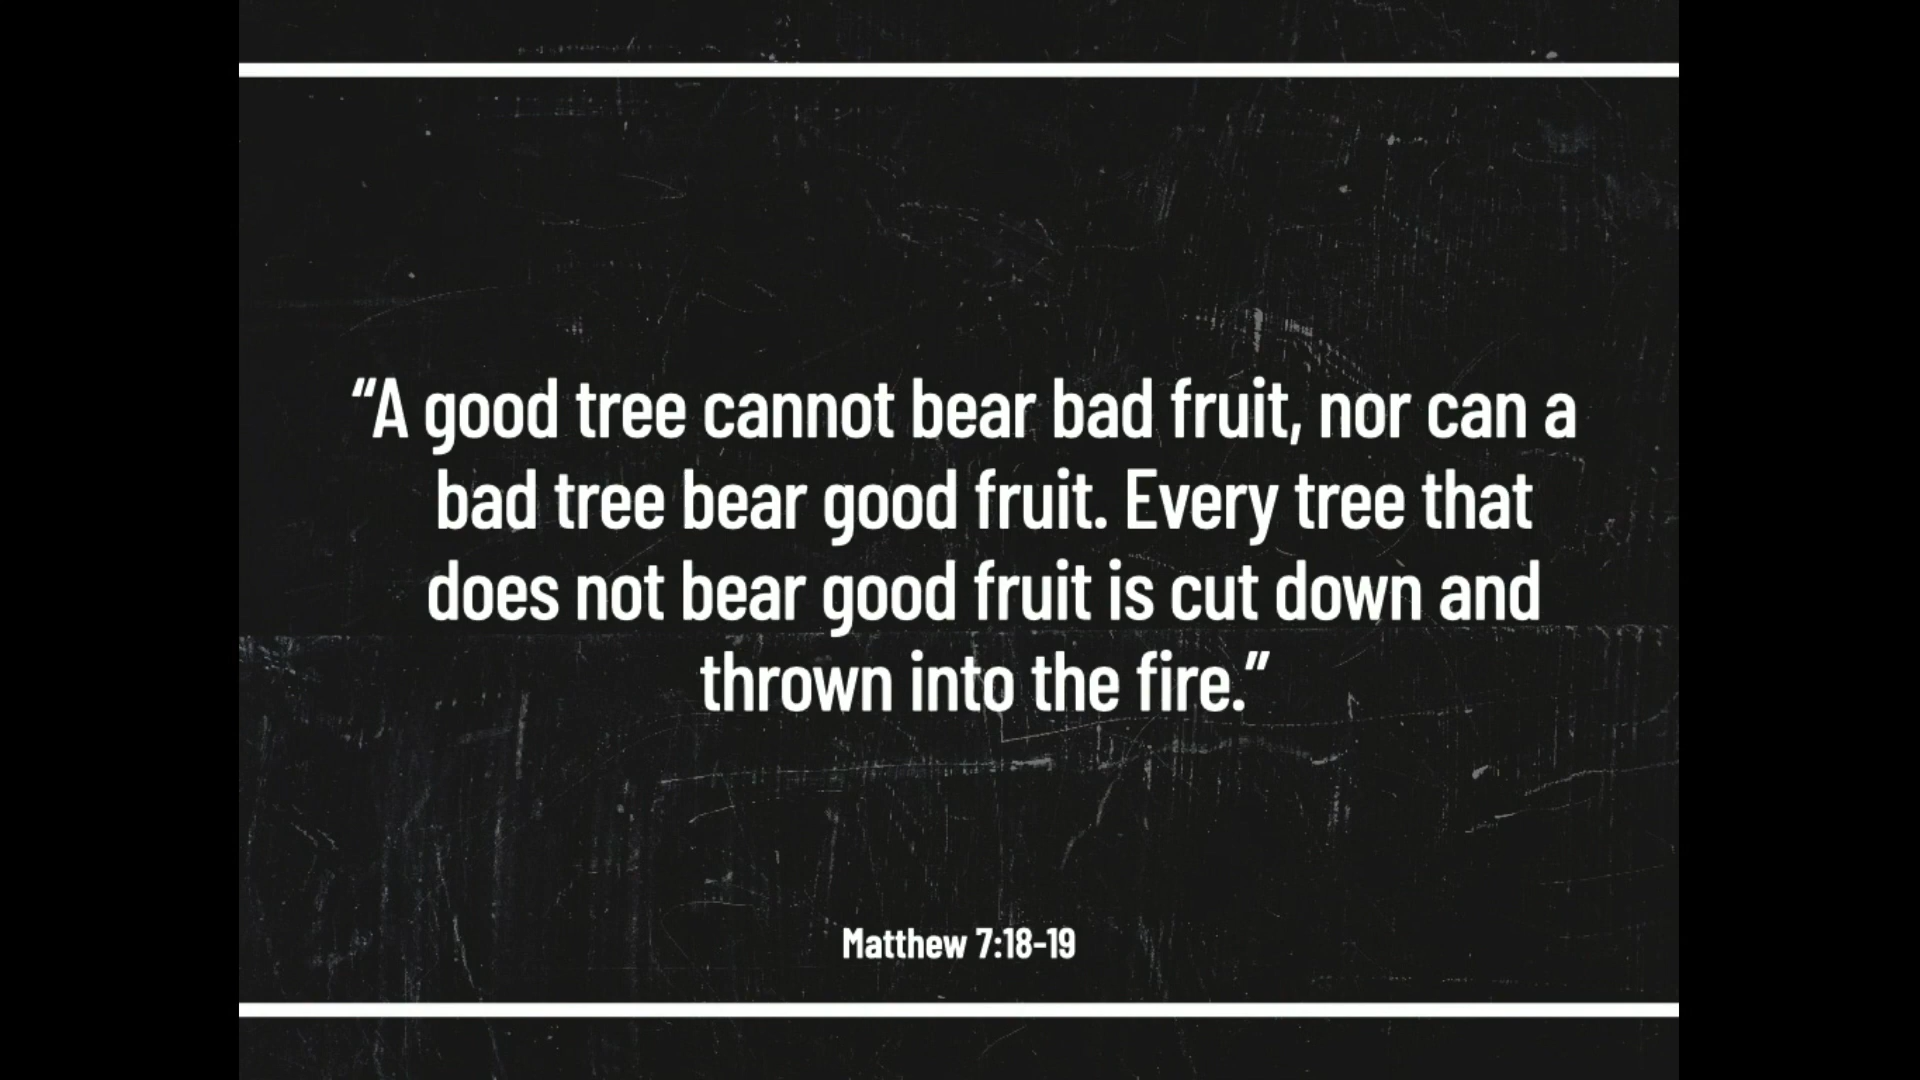 “A good tree cannot bear bad fruit, nor can a
bad tree bear good fruit. Every tree that
does not bear good fruit is cut down and
thrown into the fire.”
Matthew 7:18-19